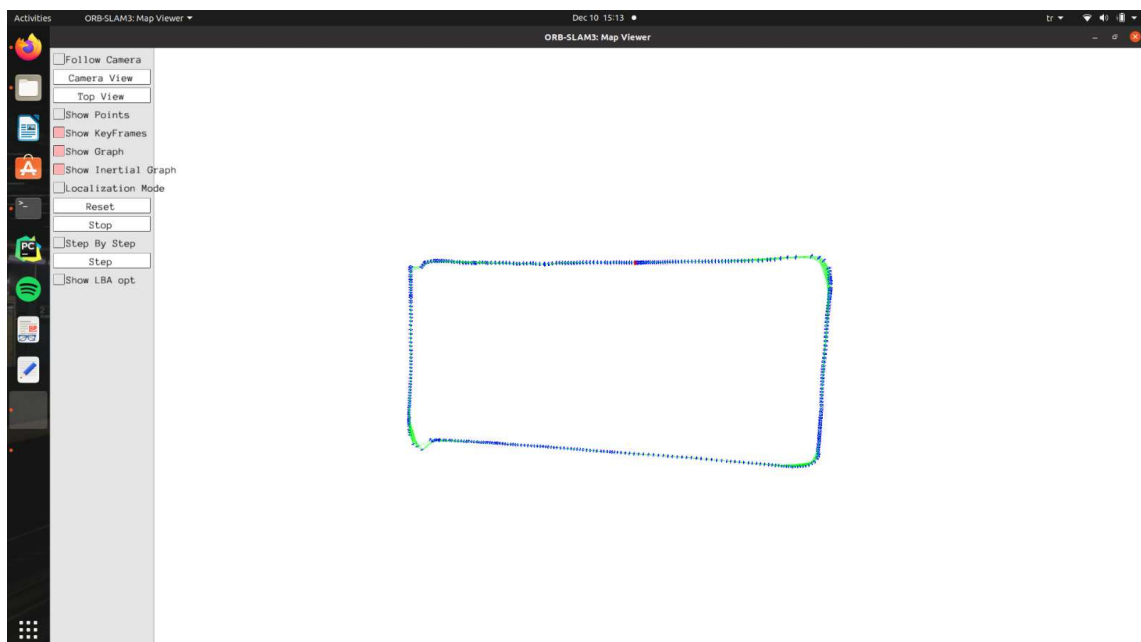 Activities ORB-SLAM3: Map Viewer Dec 10 15:13 tr
ORB-SLAM3: Map Viewer
Follow Camera
Camera View
Top View
Show Points
Show KeyFrames
Show Graph
Show Inertial Graph
Localization Mode
Reset
Stop
Step By Step
Step
Show LBA opt
PC